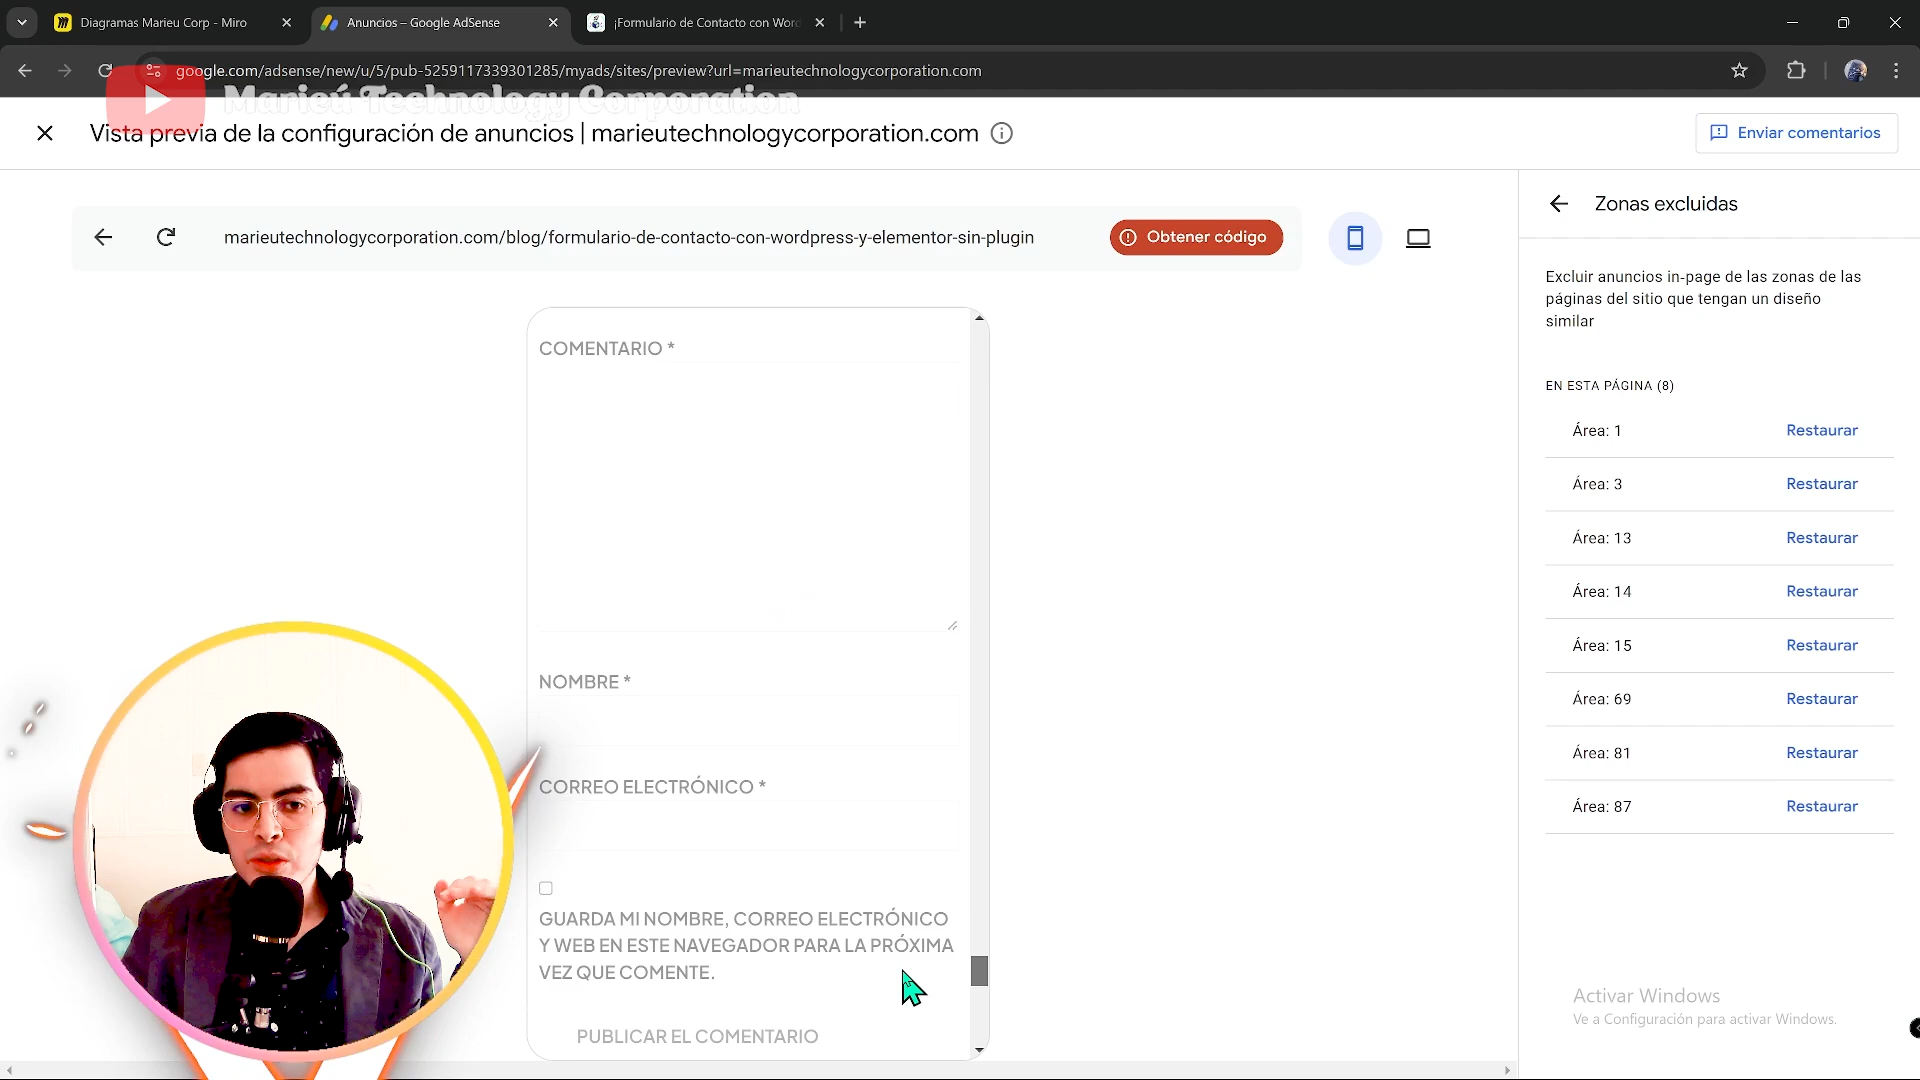 Diagramas Marieu Corp - Miro
Anuncios – Google AdSense
¡Formulario de Contacto con Wor
google.com/adsense/new/u/5/pub-5259117339301285/myads/sites/preview?url=marieutechnologycorporation.com
Marieú Technology Corporation
Vista previa de la configuración de anuncios | marieutechnologycorporation.com
Enviar comentarios
marieutechnologycorporation.com/blog/formulario-de-contacto-con-wordpress-y-elementor-sin-plugin
Obtener código
COMENTARIO *
NOMBRE *
CORREO ELECTRÓNICO *
GUARDA MI NOMBRE, CORREO ELECTRÓNICO
Y WEB EN ESTE NAVEGADOR PARA LA PRÓXIMA
VEZ QUE COMENTE.
PUBLICAR EL COMENTARIO
Zonas excluidas
Excluir anuncios in-page de las zonas de las
páginas del sitio que tengan un diseño
similar
EN ESTA PÁGINA (8)
Área: 1 Restaurar
Área: 3 Restaurar
Área: 13 Restaurar
Área: 14 Restaurar
Área: 15 Restaurar
Área: 69 Restaurar
Área: 81 Restaurar
Área: 87 Restaurar
Activar Windows
Ve a Configuración para activar Windows.